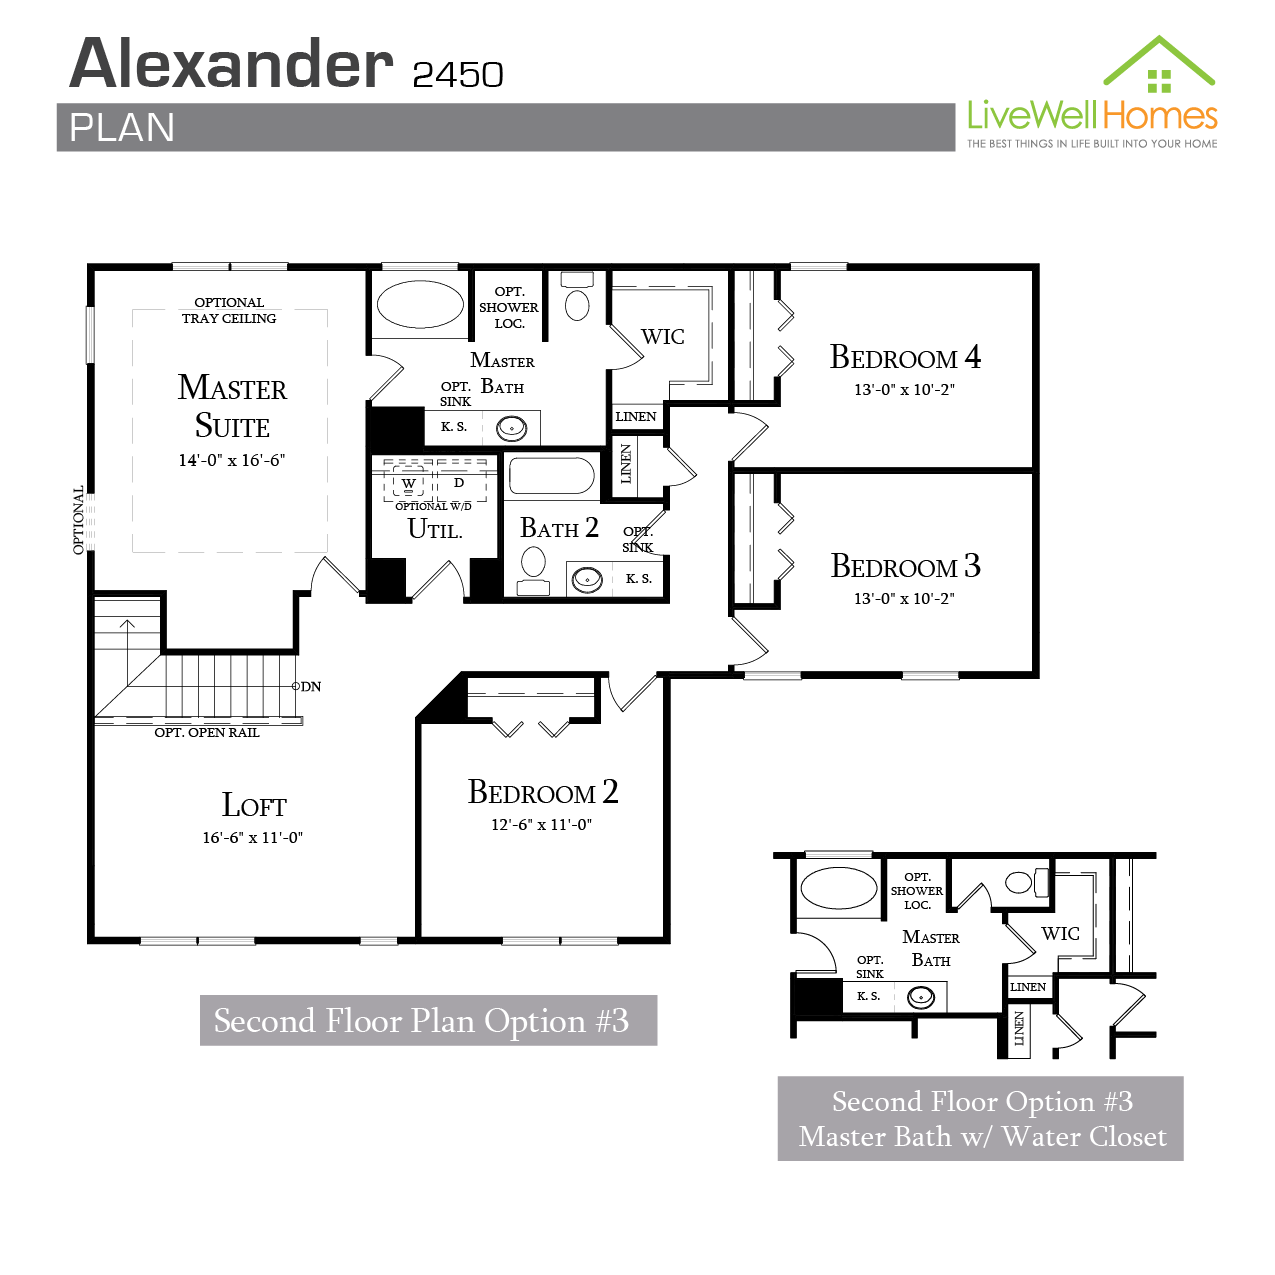 Alexander 2450
PLAN
LiveWell Homes
THE BEST THINGS IN LIFE BUILT INTO YOUR HOME
OPTIONAL
TRAY CEILING
MASTER
SUITE
14'-0" x 16'-6"
OPTIONAL
OPT.
SHOWER
LOC.
MASTER
BATH
OPT.
SINK
K. S.
WIC
LINEN
LINEN
BEDROOM 4
13'-0" x 10'-2"
W
D
OPTIONAL W/D
UTIL.
BATH 2
OPT.
SINK
K. S.
BEDROOM 3
13'-0" x 10'-2"
DN
OPT. OPEN RAIL
LOFT
16'-6" x 11'-0"
BEDROOM 2
12'-6" x 11'-0"
Second Floor Plan Option #3
OPT.
SHOWER
LOC.
MASTER
BATH
OPT.
SINK
K. S.
WIC
LINEN
LINEN
Second Floor Option #3
Master Bath w/ Water Closet